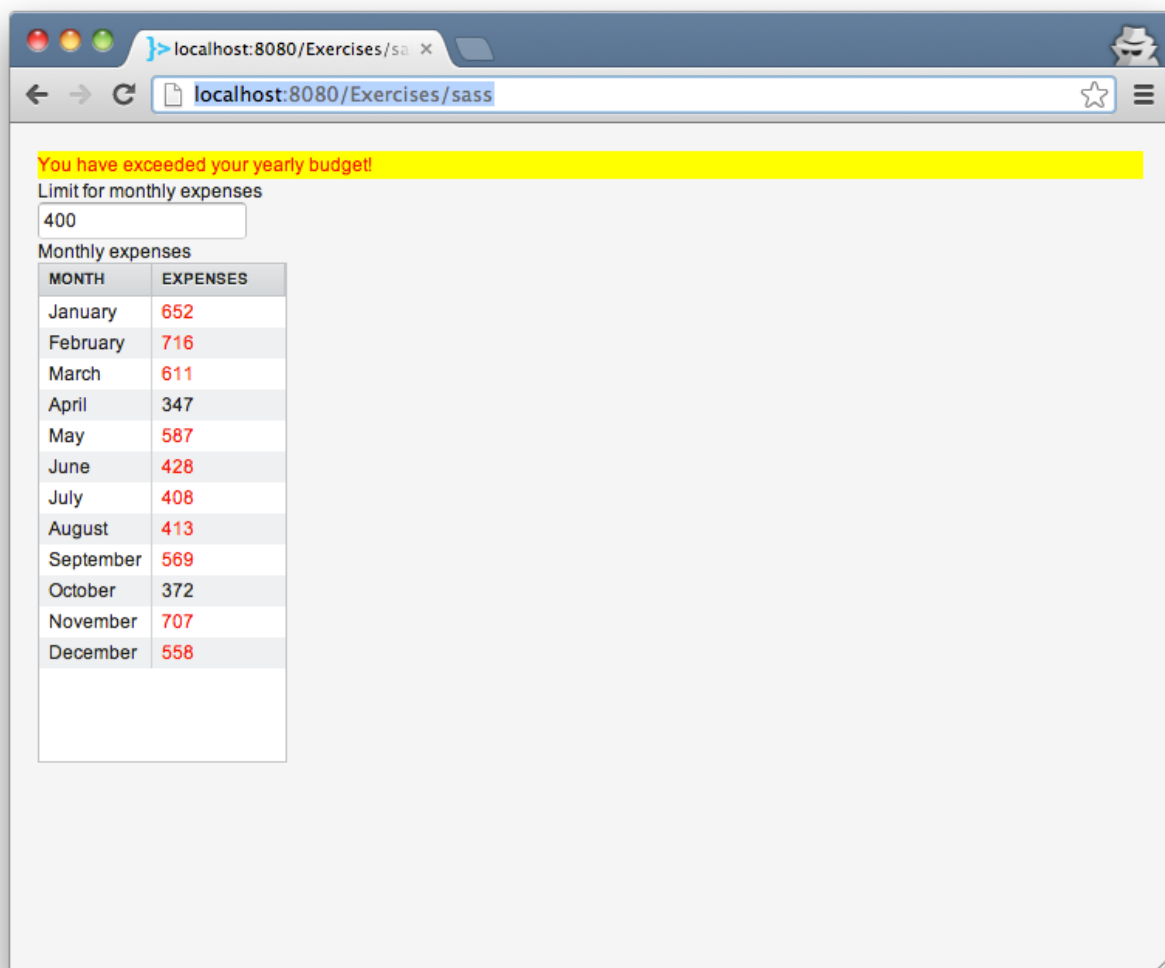 localhost:8080/Exercises/sa
localhost:8080/Exercises/sass
You have exceeded your yearly budget!
Limit for monthly expenses
400
Monthly expenses
MONTH EXPENSES
January 652
February 716
March 611
April 347
May 587
June 428
July 408
August 413
September 569
October 372
November 707
December 558